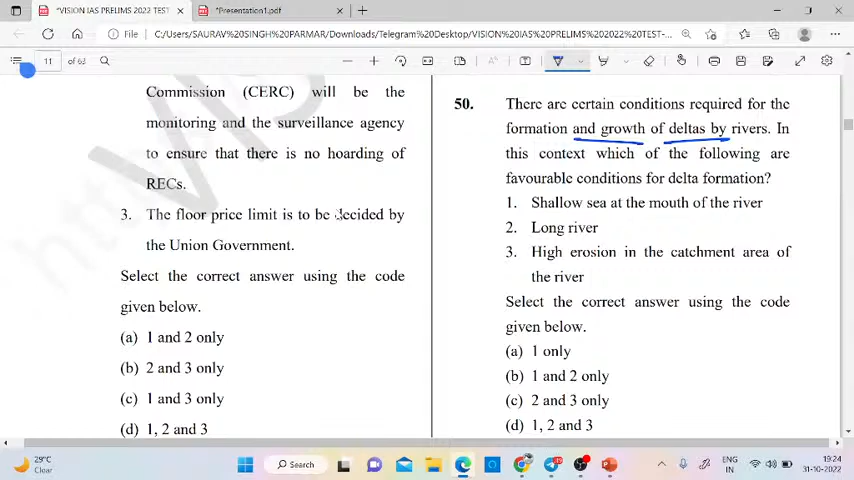 *VISION IAS PRELIMS 2022 TEST-
*Presentation1.pdf
File
C:/Users/SAURAV%20SINGH%20PARMAR/Downloads/Telegram%20Desktop/VISION%20IAS%20PRELIMS%202022%20TEST-...
11 of 63
Commission (CERC) will be the
monitoring and the surveillance agency
to ensure that there is no hoarding of
RECs.
3. The floor price limit is to be decided by
the Union Government.
Select the correct answer using the code
given below.
(a) 1 and 2 only
(b) 2 and 3 only
(c) 1 and 3 only
(d) 1, 2 and 3
50. There are certain conditions required for the
formation and growth of deltas by rivers. In
this context which of the following are
favourable conditions for delta formation?
1. Shallow sea at the mouth of the river
2. Long river
3. High erosion in the catchment area of
the river
Select the correct answer using the code
given below.
(a) 1 only
(b) 1 and 2 only
(c) 2 and 3 only
(d) 1, 2 and 3
29°C
Clear
Search
ENG
IN
19:24
31-10-2022